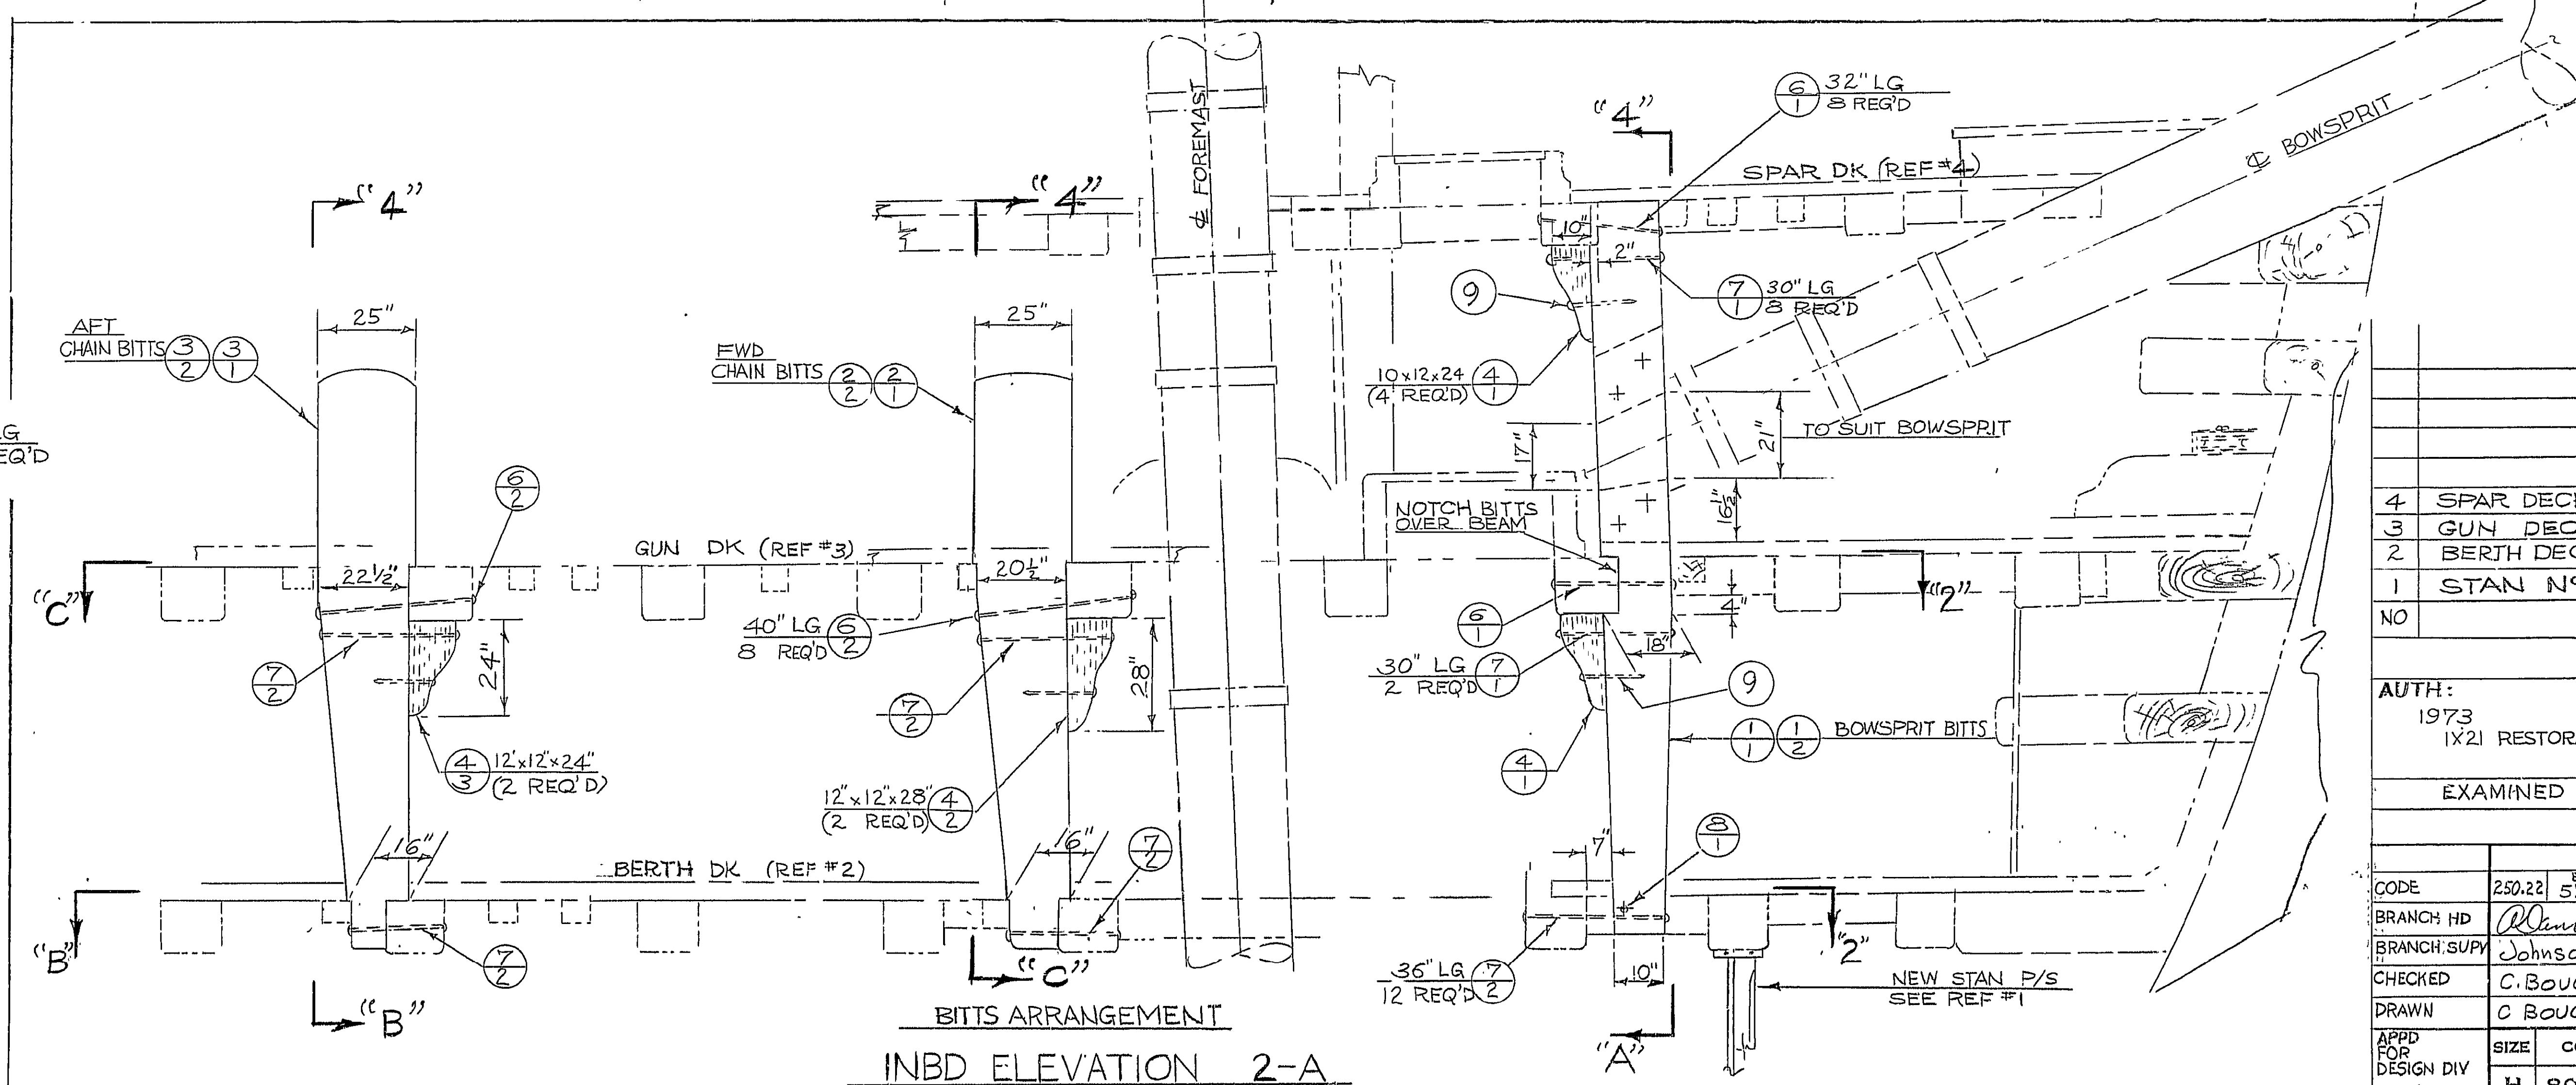 ℄ FOREMAST
6/1 32" LG
8 REQ'D
"4"
SPAR DK (REF #4)
℄ BOWSPRIT
"4"
"4"
10"
2"
9
7/1 30" LG
8 REQ'D
25"
AFT
CHAIN BITTS 3/2 3/1
25"
FWD
CHAIN BITTS 2/2 2/1
10x12x24 4/1
(4 REQ'D)
17"
21"
TO SUIT BOWSPRIT
16½"
LG
EQ'D
6/2
NOTCH BITTS
OVER BEAM
GUN DK (REF #3)
"C"
22½"
20½"
"2"
4"
40" LG 6/2
8 REQ'D
6/1
18"
7/2
24"
28"
30" LG 7/1
2 REQ'D
9
7/2
1/1 1/2 BOWSPRIT BITTS
4/3 12'x12"x24"
(2 REQ'D)
4/1
12"x12"x28" 4/2
(2 REQ'D)
8/1
16"
16"
7/2
7"
BERTH DK (REF #2)
"B"
7/2
"C"
"2"
36" LG 7/2
12 REQ'D
10"
NEW STAN P/S
SEE REF #1
"B"
"A"
BITTS ARRANGEMENT
INBD ELEVATION 2-A
4 SPAR DEC
3 GUN DEC
2 BERTH DEC
1 STAN Nº
NO
AUTH:
1973
1X21 RESTOR
EXAMINED
CODE 250.22
BRANCH HD
BRANCH SUPV Johnso
CHECKED C. BOUC
DRAWN C BOUC
APPD
FOR
DESIGN DIV
SIZE
H